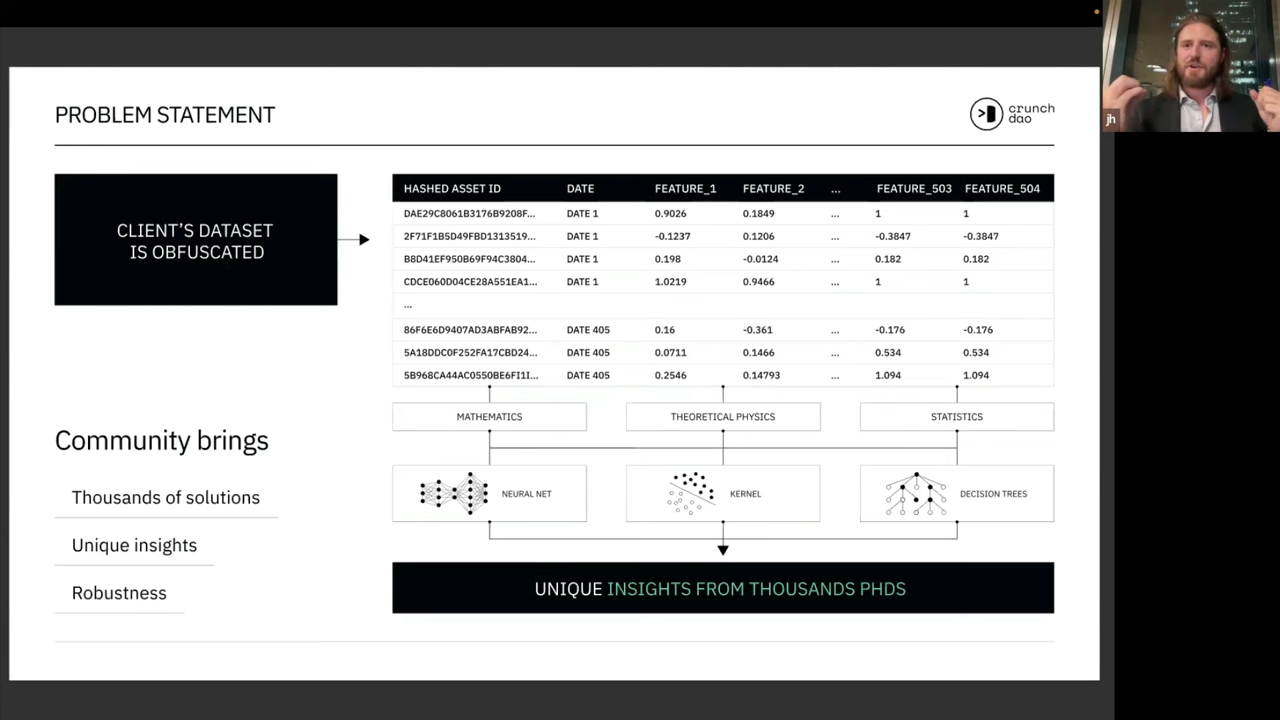 PROBLEM STATEMENT
crunch
dao
jh
CLIENT'S DATASET
IS OBFUSCATED
HASHED ASSET ID DATE FEATURE_1 FEATURE_2 ... FEATURE_503 FEATURE_504
DAE29C8061B3176B9208F... DATE 1 0.9026 0.1849 ... 1 1
2F71F1B5D49FBD1313519... DATE 1 -0.1237 0.1206 ... -0.3847 -0.3847
B8D41EF950B69F94C3804... DATE 1 0.198 -0.0124 ... 0.182 0.182
CDCE060D04CE28A551EA1... DATE 1 1.0219 0.9466 ... 1 1
...
86F6E6D9407AD3ABFAB92... DATE 405 0.16 -0.361 ... -0.176 -0.176
5A18DDC0F252FA17CBD24... DATE 405 0.0711 0.1466 ... 0.534 0.534
5B968CA44AC0550BE6FI1I... DATE 405 0.2546 0.14793 ... 1.094 1.094
MATHEMATICS THEORETICAL PHYSICS STATISTICS
NEURAL NET KERNEL DECISION TREES
UNIQUE INSIGHTS FROM THOUSANDS PHDS
Community brings
Thousands of solutions
Unique insights
Robustness